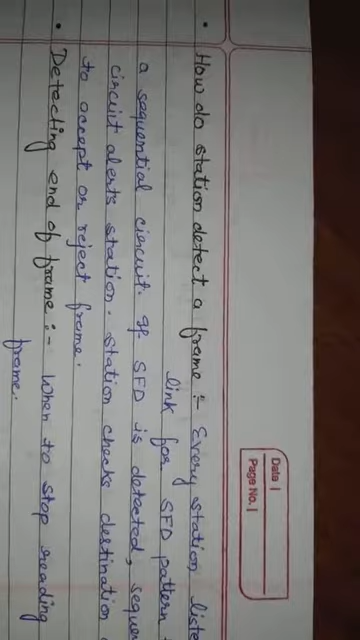 Date |
Page No. |
• How do station detect a frame :- Every station
link for SFD pattern
a sequential circuit. If SFD is detected,
circuit alerts station. Station checks destination
to accept or reject frame.
• Detecting end of frame :- When to stop reading
frame.